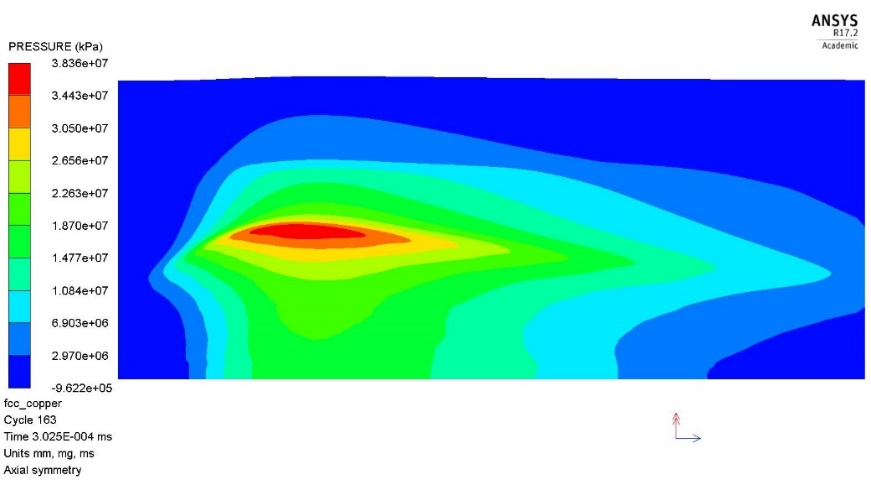 ANSYS
R17.2
Academic
PRESSURE (kPa)
3.836e+07
3.443e+07
3.050e+07
2.656e+07
2.263e+07
1.870e+07
1.477e+07
1.084e+07
6.903e+06
2.970e+06
-9.622e+05
fcc_copper
Cycle 163
Time 3.025E-004 ms
Units mm, mg, ms
Axial symmetry